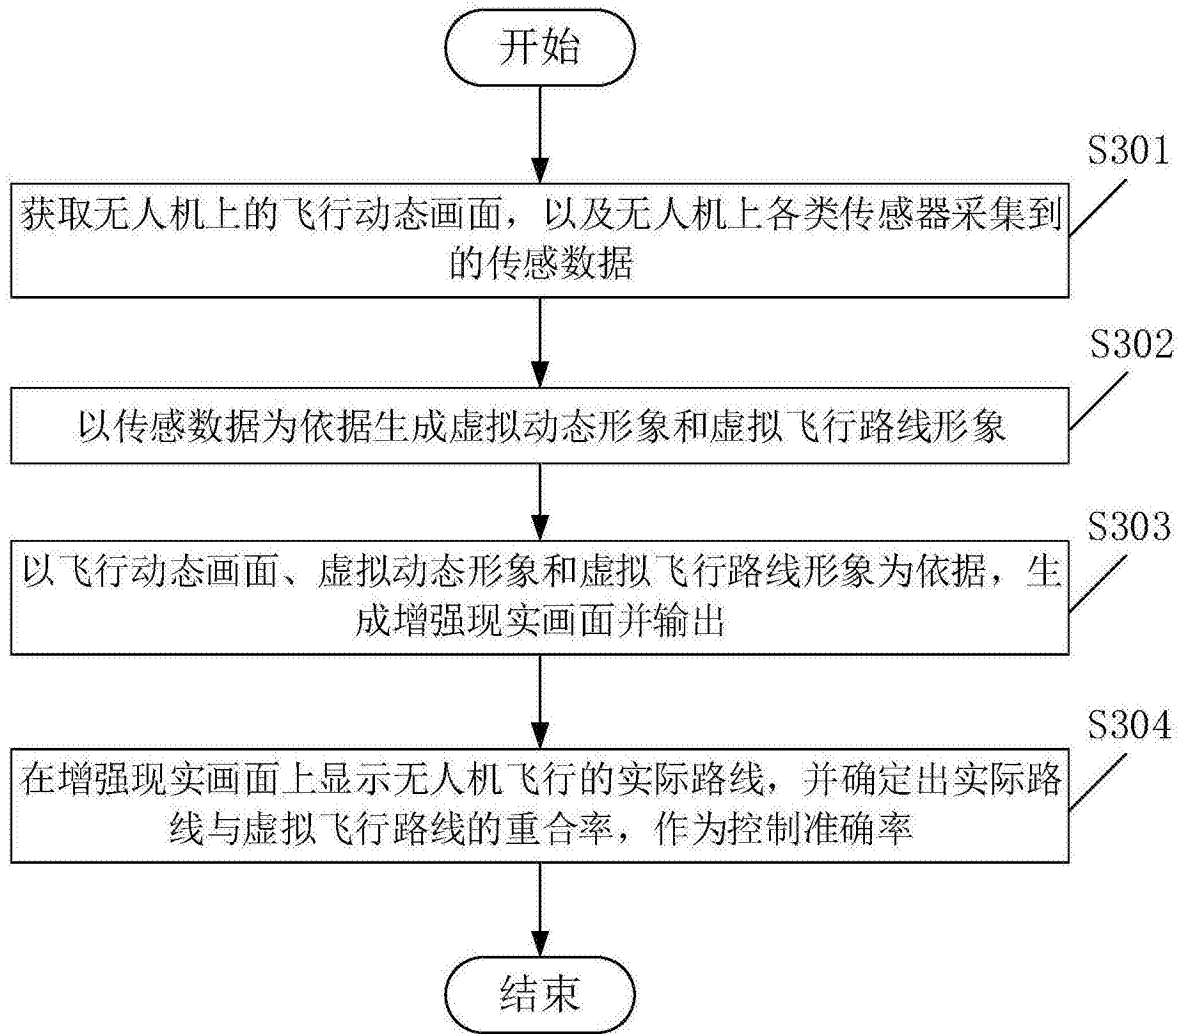 开始
S301
获取无人机上的飞行动态画面，以及无人机上各类传感器采集到
的传感数据
S302
以传感数据为依据生成虚拟动态形象和虚拟飞行路线形象
S303
以飞行动态画面、虚拟动态形象和虚拟飞行路线形象为依据，生
成增强现实画面并输出
S304
在增强现实画面上显示无人机飞行的实际路线，并确定出实际路
线与虚拟飞行路线的重合率，作为控制准确率
结束